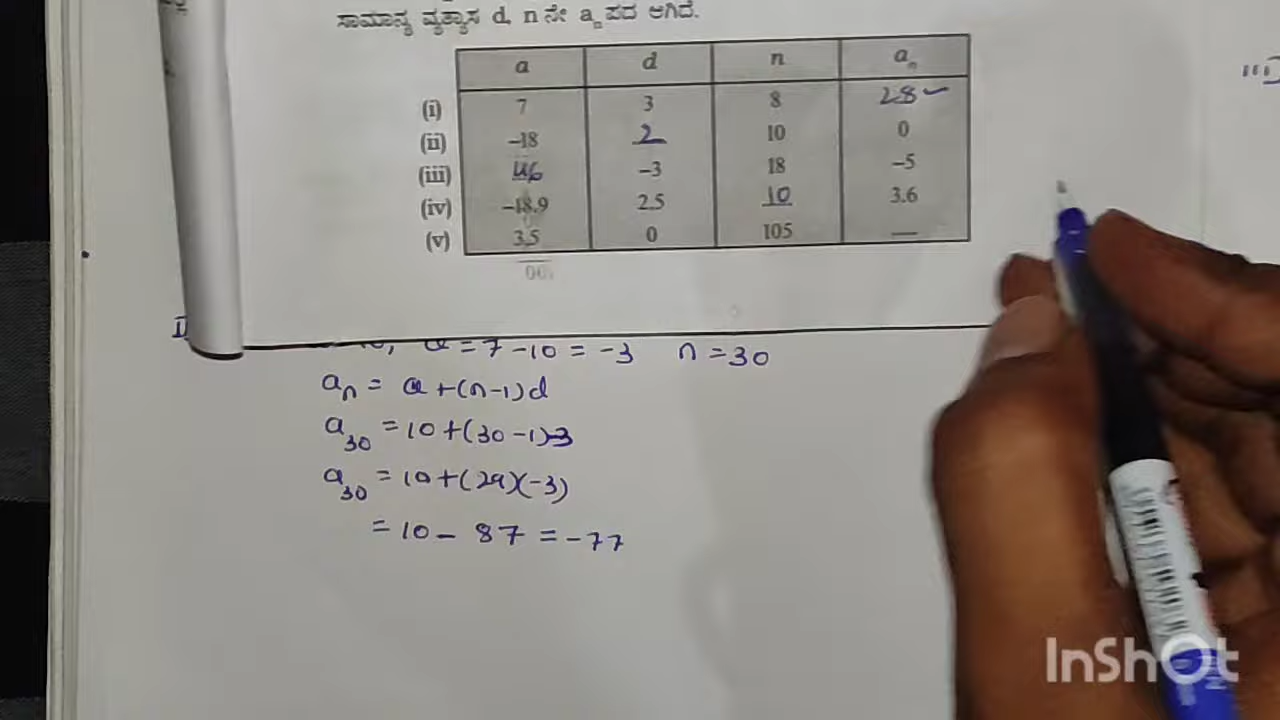 ಸಾಮಾನ್ಯ ವ್ಯತ್ಯಾಸ d, n ನೇ aₙ ಪದ ಆಗಿದೆ.
a d n aₙ
(i) 7 3 8 28
(ii) –18 2 10 0
(iii) 46 –3 18 –5
(iv) –18.9 2.5 10 3.6
(v) 3.5 0 105 —
= 7 - 10 = -3 n = 30
aₙ = a + (n-1)d
a₃₀ = 10 + (30 - 1)-3
a₃₀ = 10 + (29)(-3)
= 10 - 87 = -77
InShOt